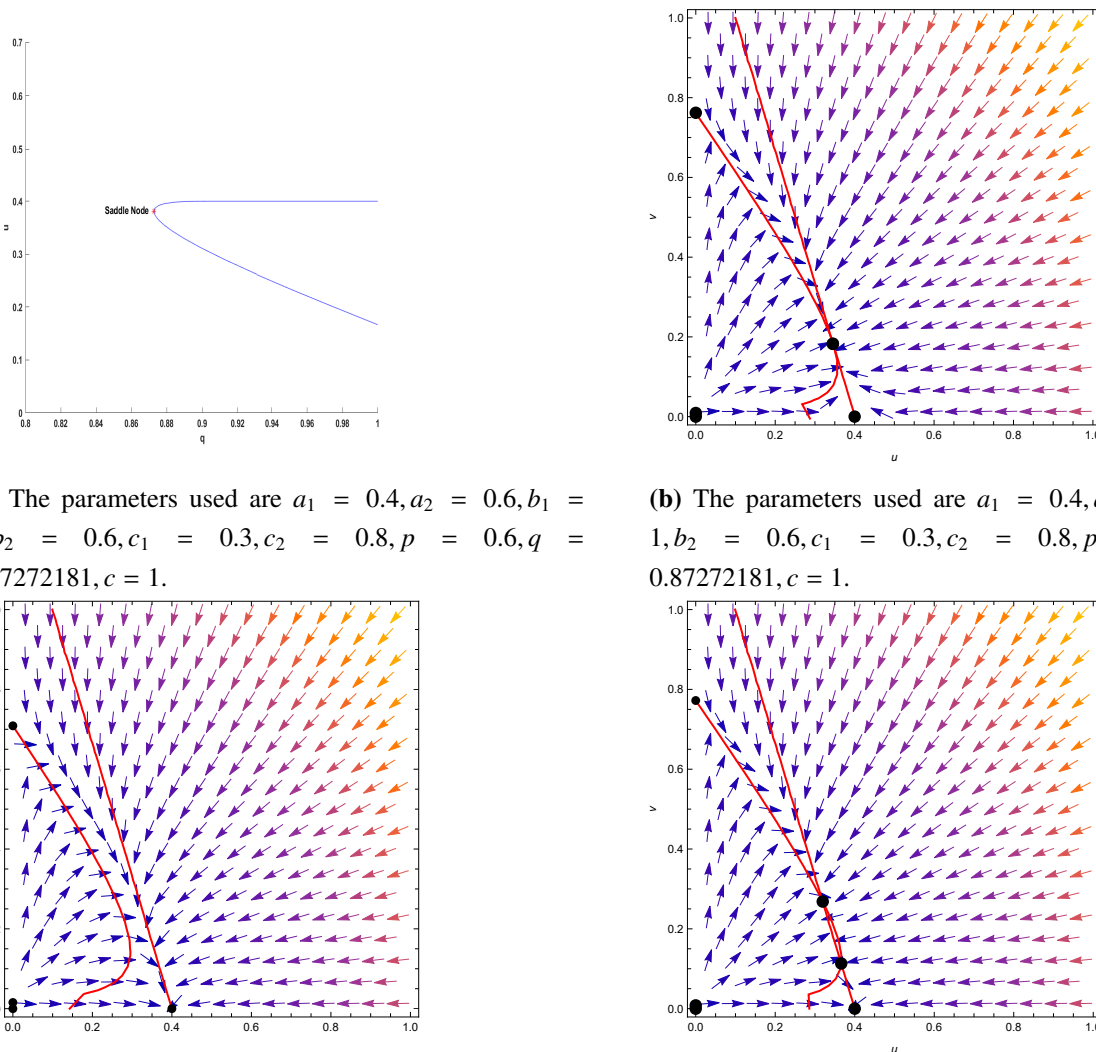 0.7
0.6
0.5
0.4
0.3
0.2
0.1
0
Saddle Node
u
0.8 0.82 0.84 0.86 0.88 0.9 0.92 0.94 0.96 0.98 1
q
1.0
0.8
0.6
v
0.4
0.2
0.0
0.0 0.2 0.4 0.6 0.8 1.0
u
The parameters used are a₁ = 0.4, a₂ = 0.6, b₁ =
₂ = 0.6, c₁ = 0.3, c₂ = 0.8, p = 0.6, q =
7272181, c = 1.
(b) The parameters used are a₁ = 0.4,
1, b₂ = 0.6, c₁ = 0.3, c₂ = 0.8, p
0.87272181, c = 1.
0.0 0.2 0.4 0.6 0.8 1.0
1.0
0.8
0.6
v
0.4
0.2
0.0
0.0 0.2 0.4 0.6 0.8 1.0
u